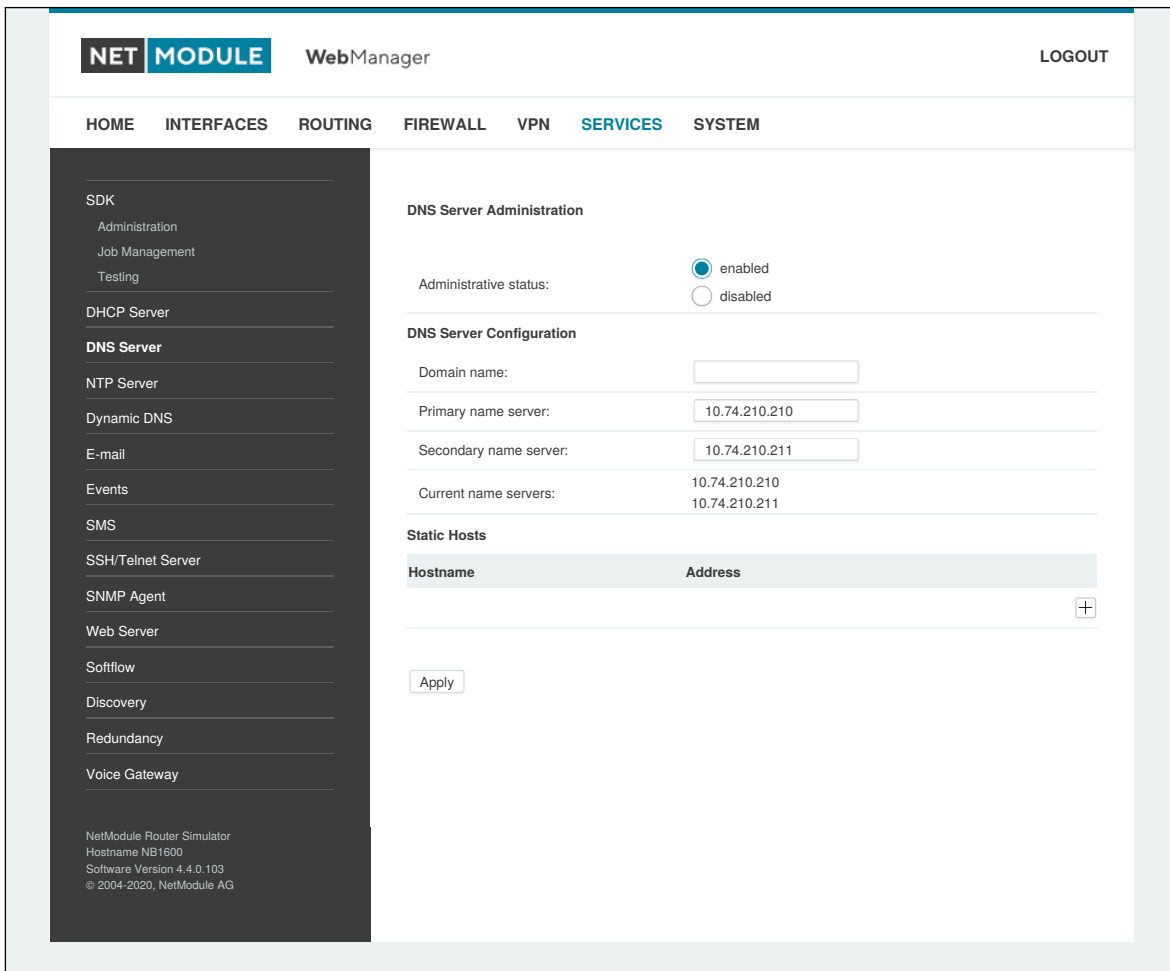 NET MODULE WebManager LOGOUT
HOME INTERFACES ROUTING FIREWALL VPN SERVICES SYSTEM
SDK
Administration
Job Management
Testing
DHCP Server
DNS Server
NTP Server
Dynamic DNS
E-mail
Events
SMS
SSH/Telnet Server
SNMP Agent
Web Server
Softflow
Discovery
Redundancy
Voice Gateway
NetModule Router Simulator
Hostname NB1600
Software Version 4.4.0.103
© 2004-2020, NetModule AG
DNS Server Administration
Administrative status:
enabled
disabled
DNS Server Configuration
Domain name:
Primary name server: 10.74.210.210
Secondary name server: 10.74.210.211
Current name servers:
10.74.210.210
10.74.210.211
Static Hosts
Hostname Address
Apply